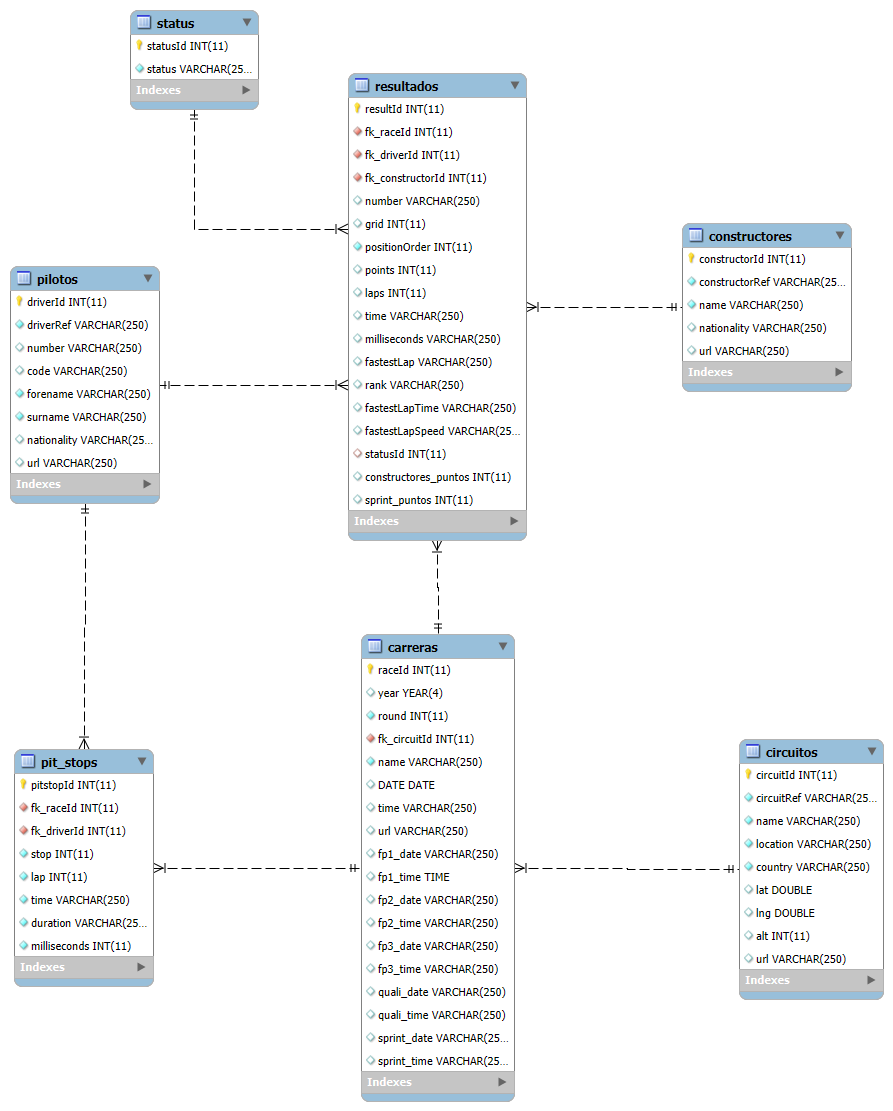 status
statusId INT(11)
status VARCHAR(25...
Indexes
resultados
resultId INT(11)
fk_raceId INT(11)
fk_driverId INT(11)
fk_constructorId INT(11)
number VARCHAR(250)
grid INT(11)
positionOrder INT(11)
points INT(11)
laps INT(11)
time VARCHAR(250)
milliseconds VARCHAR(250)
fastestLap VARCHAR(250)
rank VARCHAR(250)
fastestLapTime VARCHAR(250)
fastestLapSpeed VARCHAR(25...
statusId INT(11)
constructores_puntos INT(11)
sprint_puntos INT(11)
Indexes
constructores
constructorId INT(11)
constructorRef VARCHAR(25...
name VARCHAR(250)
nationality VARCHAR(250)
url VARCHAR(250)
Indexes
pilotos
driverId INT(11)
driverRef VARCHAR(250)
number VARCHAR(250)
code VARCHAR(250)
forename VARCHAR(250)
surname VARCHAR(250)
nationality VARCHAR(25...
url VARCHAR(250)
Indexes
carreras
raceId INT(11)
year YEAR(4)
round INT(11)
fk_circuitId INT(11)
name VARCHAR(250)
DATE DATE
time VARCHAR(250)
url VARCHAR(250)
fp1_date VARCHAR(250)
fp1_time TIME
fp2_date VARCHAR(250)
fp2_time VARCHAR(250)
fp3_date VARCHAR(250)
fp3_time VARCHAR(250)
quali_date VARCHAR(250)
quali_time VARCHAR(250)
sprint_date VARCHAR(25...
sprint_time VARCHAR(25...
Indexes
pit_stops
pitstopId INT(11)
fk_raceId INT(11)
fk_driverId INT(11)
stop INT(11)
lap INT(11)
time VARCHAR(250)
duration VARCHAR(25...
milliseconds INT(11)
Indexes
circuitos
circuitId INT(11)
circuitRef VARCHAR(25...
name VARCHAR(250)
location VARCHAR(250)
country VARCHAR(250)
lat DOUBLE
lng DOUBLE
alt INT(11)
url VARCHAR(250)
Indexes